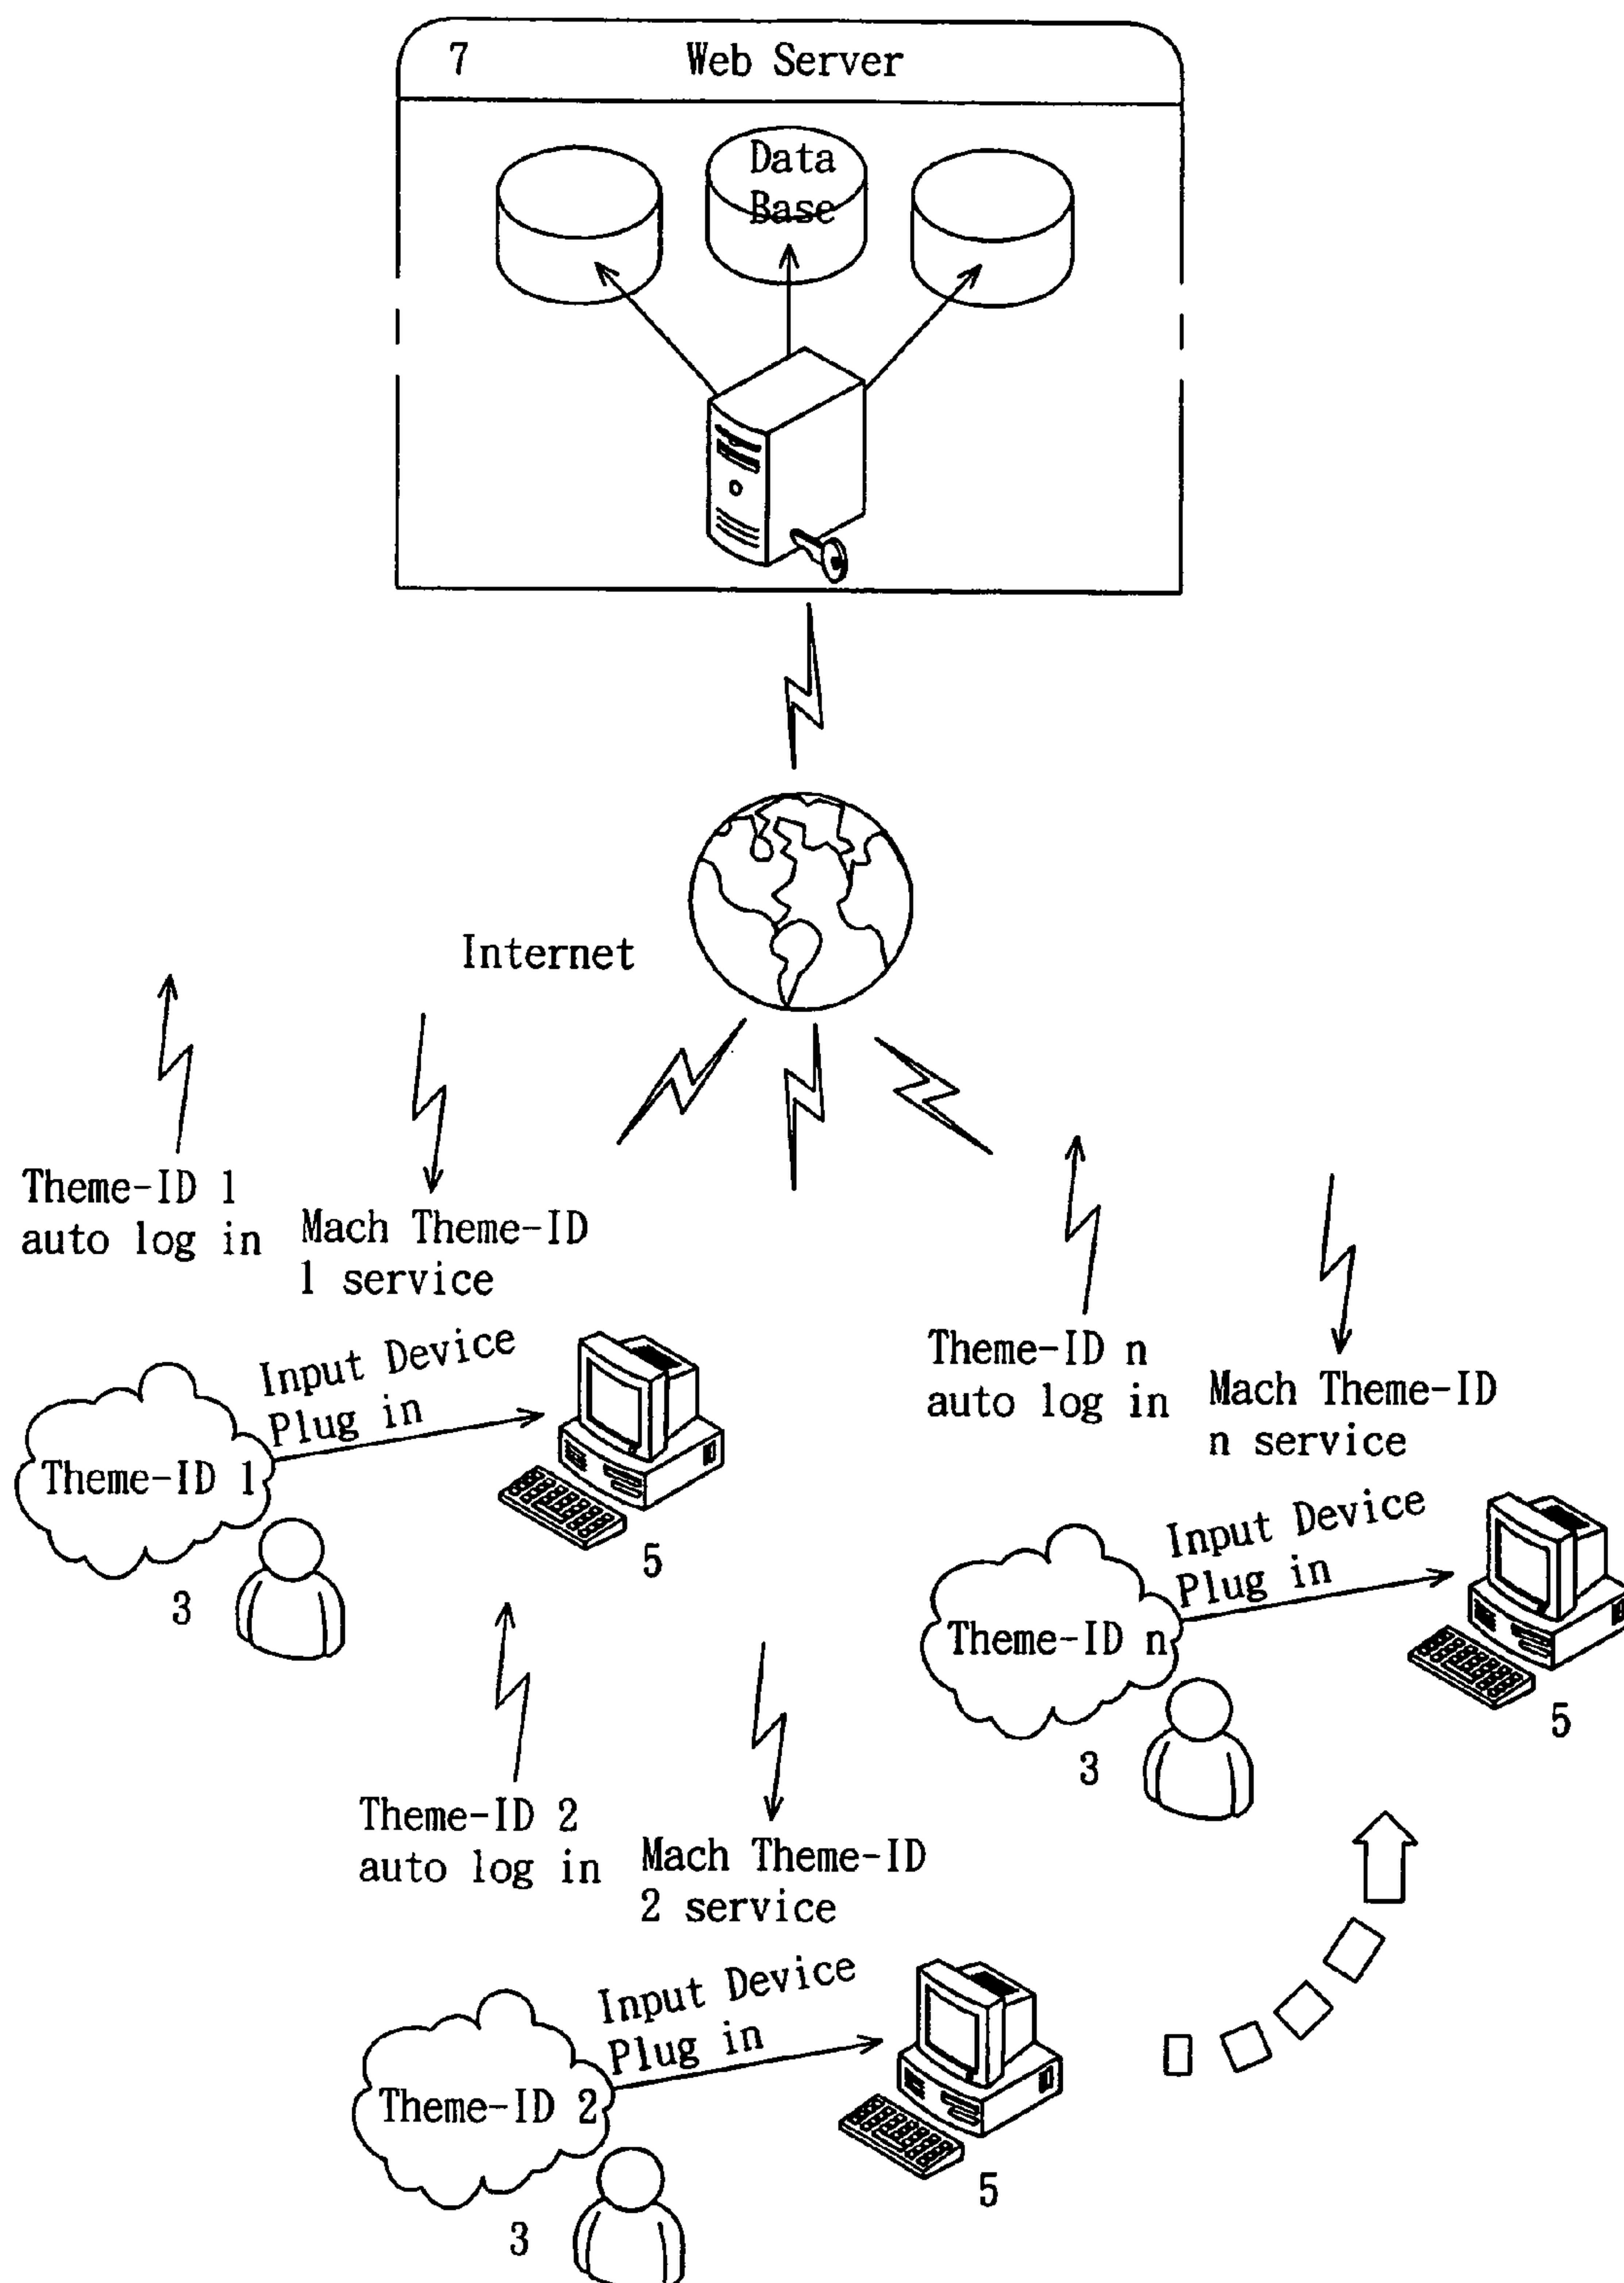 7
Web Server
Data
Base
Internet
Theme-ID 1
auto log in
Mach Theme-ID
1 service
Input Device
Plug in
Theme-ID 1
3
5
Theme-ID n
auto log in
Mach Theme-ID
n service
Input Device
Plug in
Theme-ID n
3
5
Theme-ID 2
auto log in
Mach Theme-ID
2 service
Input Device
Plug in
Theme-ID 2
3
5